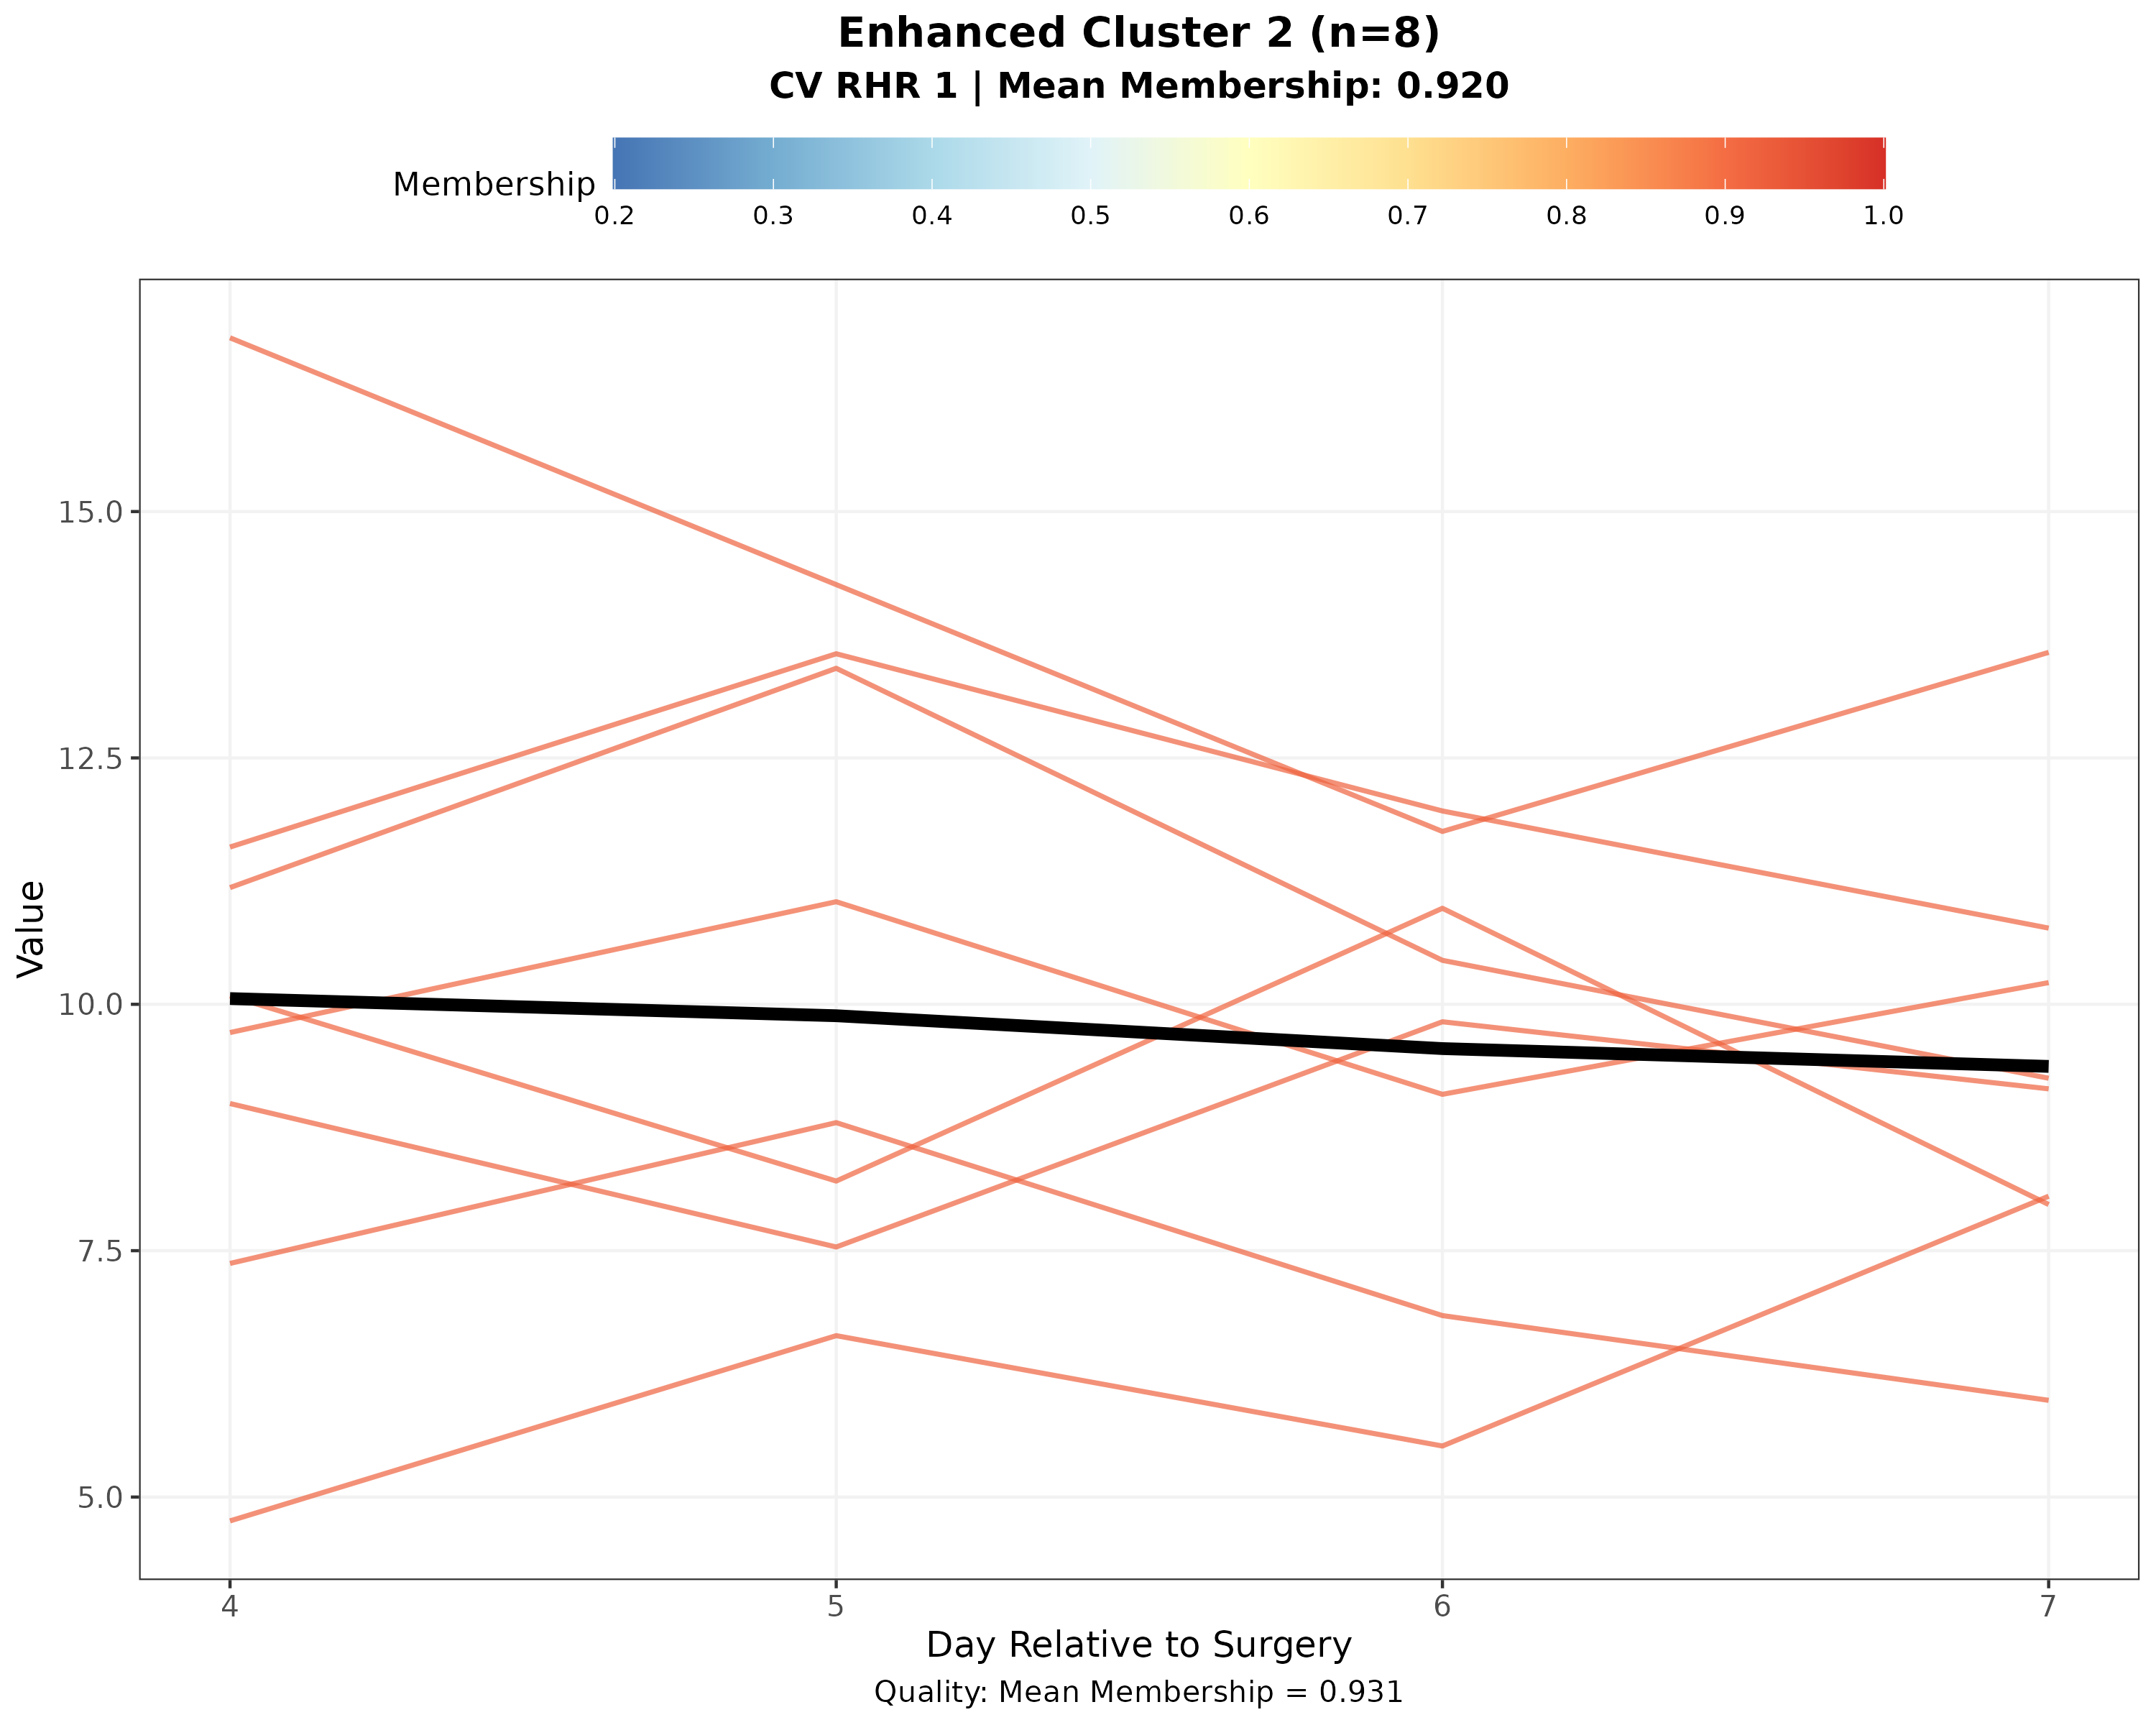 Enhanced Cluster 2 (n=8)
CV RHR 1 | Mean Membership: 0.920
Membership
0.2 0.3 0.4 0.5 0.6 0.7 0.8 0.9 1.0
Value
15.0
12.5
10.0
7.5
5.0
4 5 6 7
Day Relative to Surgery
Quality: Mean Membership = 0.931